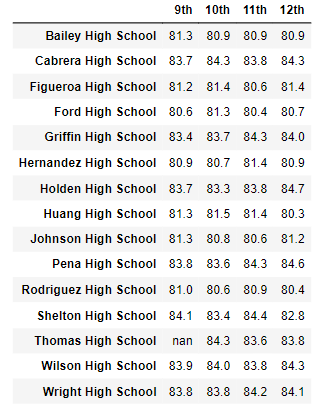 9th 10th 11th 12th
Bailey High School 81.3 80.9 80.9 80.9
Cabrera High School 83.7 84.3 83.8 84.3
Figueroa High School 81.2 81.4 80.6 81.4
Ford High School 80.6 81.3 80.4 80.7
Griffin High School 83.4 83.7 84.3 84.0
Hernandez High School 80.9 80.7 81.4 80.9
Holden High School 83.7 83.3 83.8 84.7
Huang High School 81.3 81.5 81.4 80.3
Johnson High School 81.3 80.8 80.6 81.2
Pena High School 83.8 83.6 84.3 84.6
Rodriguez High School 81.0 80.6 80.9 80.4
Shelton High School 84.1 83.4 84.4 82.8
Thomas High School nan 84.3 83.6 83.8
Wilson High School 83.9 84.0 83.8 84.3
Wright High School 83.8 83.8 84.2 84.1